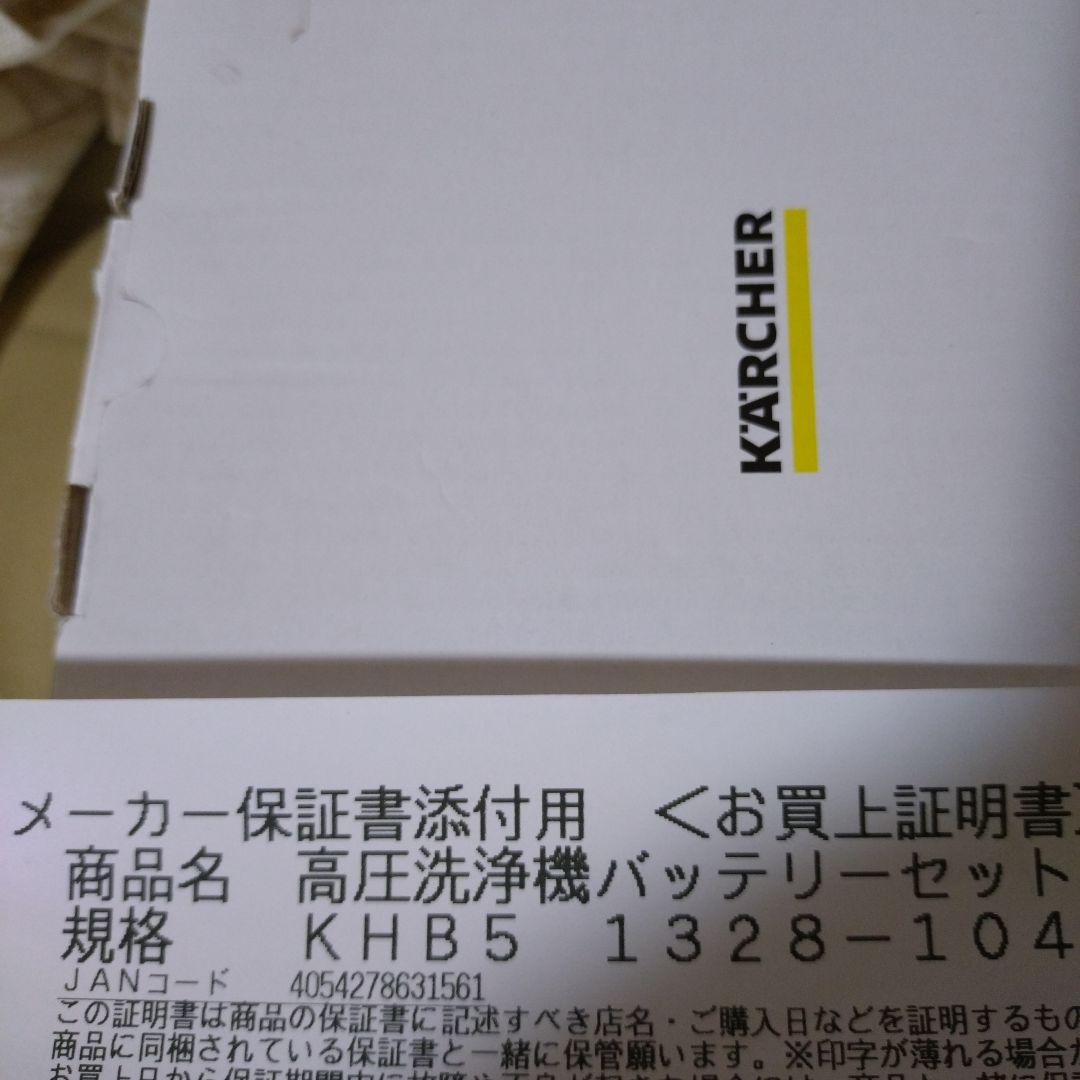 KÄRCHER
メーカー保証書添付用 ＜お買上証明書
商品名 高圧洗浄機バッテリーセット
規格 ＫＨＢ５ １３２８－１０４
ＪＡＮコード 4054278631561
この証明書は商品の保証書に記述すべき店名・ご購入日などを証明するもの
商品に同梱されている保証書と一緒に保管願います。※印字が薄れる場合が